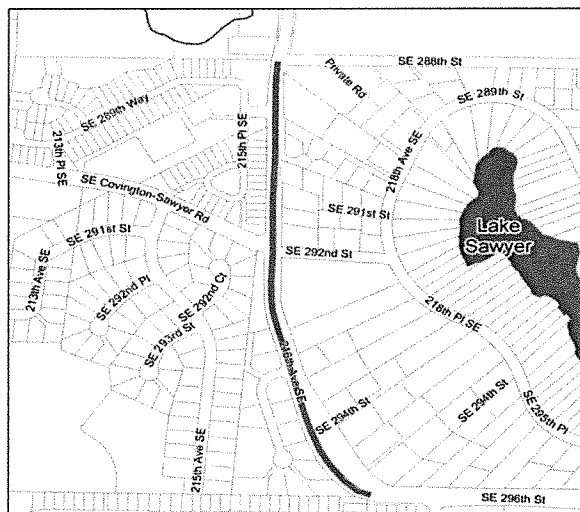 SE 288th St
Private Rd
SE 289th St
SE 289th Way
215th Pl SE
218th Ave SE
213th Pl SE
SE Covington-Sawyer Rd
SE 291st St
SE 291st St
Lake
Sawyer
SE 292nd St
213th Ave SE
SE 292nd Pl
SE 292nd Ct
218th Pl SE
SE 293rd St
216th Ave SE
SE 294th St
SE 294th St
SE 295th Pl
215th Ave SE
SE 296th St